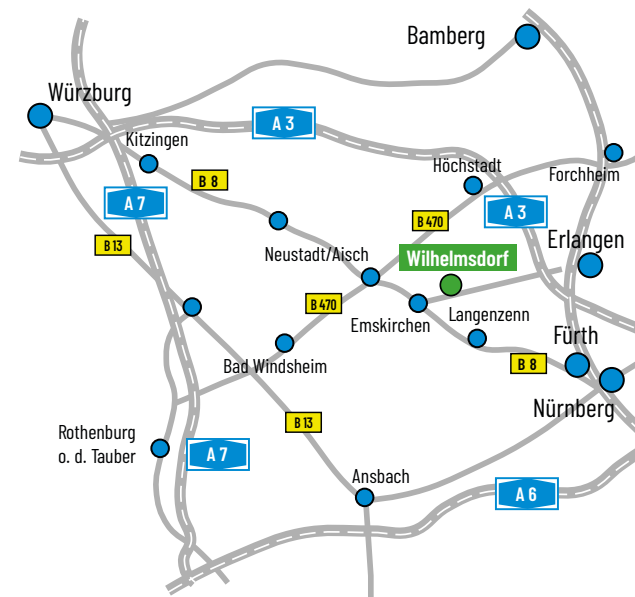 Bamberg
Würzburg
A 3
Kitzingen
Höchstadt
Forchheim
B 8
A 7
A 3
B 470
B 13
Erlangen
Neustadt/Aisch
Wilhelmsdorf
B 470
Emskirchen
Langenzenn
Fürth
Bad Windsheim
B 8
Nürnberg
B 13
Rothenburg
o. d. Tauber
A 7
Ansbach
A 6